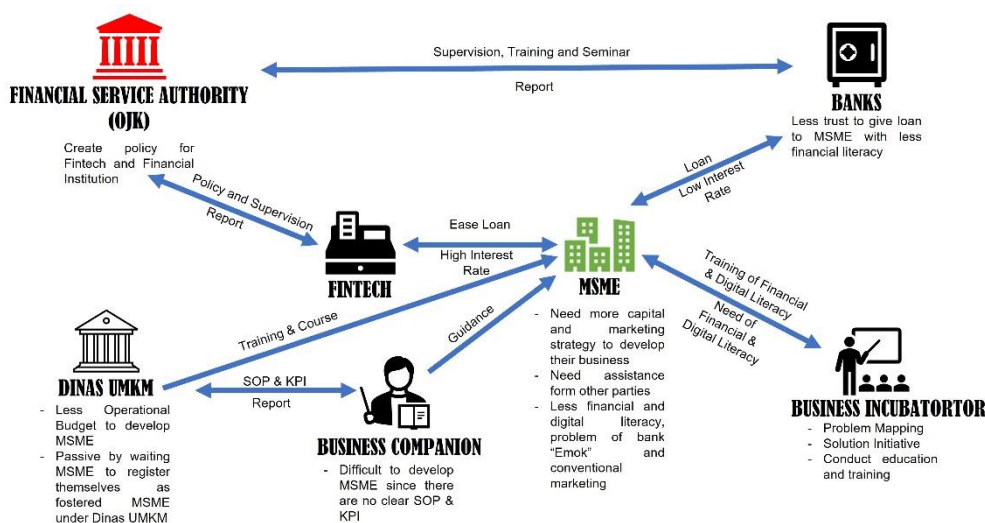 Supervision, Training and Seminar
Report
FINANCIAL SERVICE AUTHORITY
(OJK)
Create policy for
Fintech and Financial
Institution
BANKS
Less trust to give loan
to MSME with less
financial literacy
Policy and Supervision
Report
Loan
Low Interest
Rate
Ease Loan
High Interest
Rate
FINTECH
MSME
- Need more capital
and marketing
strategy to develop
their business
- Need assistance
form other parties
- Less financial and
digital literacy,
problem of bank
"Emok" and
conventional
marketing
Training of Financial
& Digital Literacy
Need of
Financial &
Digital Literacy
Training & Course
Guidance
DINAS UMKM
- Less Operational
Budget to develop
MSME
- Passive by waiting
MSME to register
themselves as
fostered MSME
under Dinas UMKM
SOP & KPI
Report
BUSINESS COMPANION
- Difficult to develop
MSME since there
are no clear SOP &
KPI
BUSINESS INCUBATORTOR
- Problem Mapping
- Solution Initiative
- Conduct education
and training